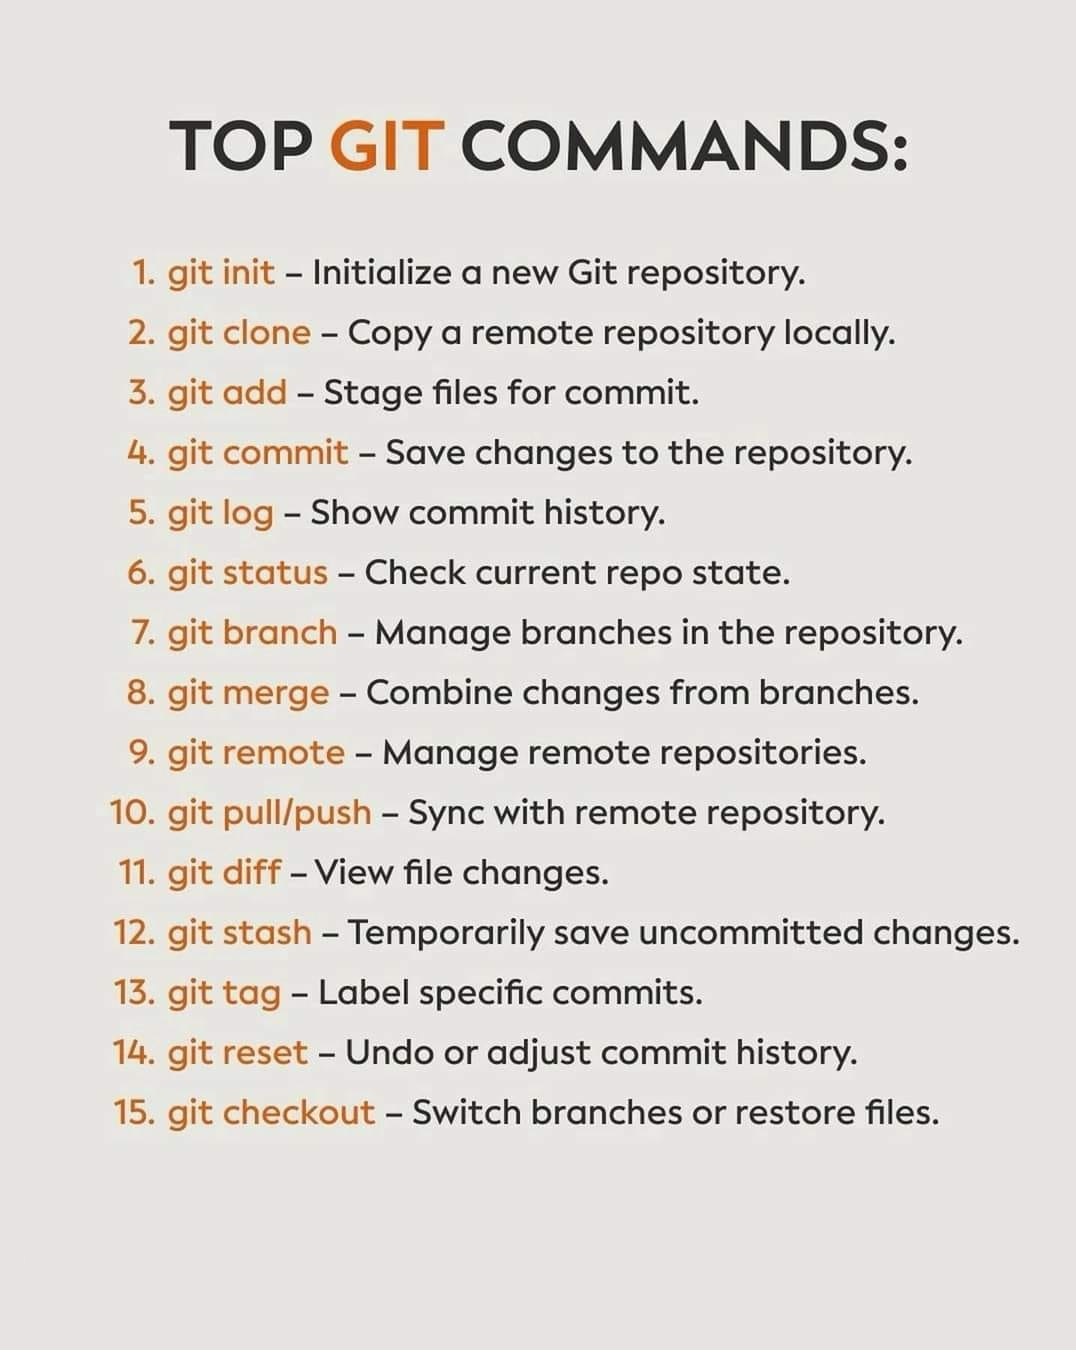 TOP GIT COMMANDS:
1. git init – Initialize a new Git repository.
2. git clone – Copy a remote repository locally.
3. git add – Stage files for commit.
4. git commit – Save changes to the repository.
5. git log – Show commit history.
6. git status – Check current repo state.
7. git branch – Manage branches in the repository.
8. git merge – Combine changes from branches.
9. git remote – Manage remote repositories.
10. git pull/push – Sync with remote repository.
11. git diff – View file changes.
12. git stash – Temporarily save uncommitted changes.
13. git tag – Label specific commits.
14. git reset – Undo or adjust commit history.
15. git checkout – Switch branches or restore files.